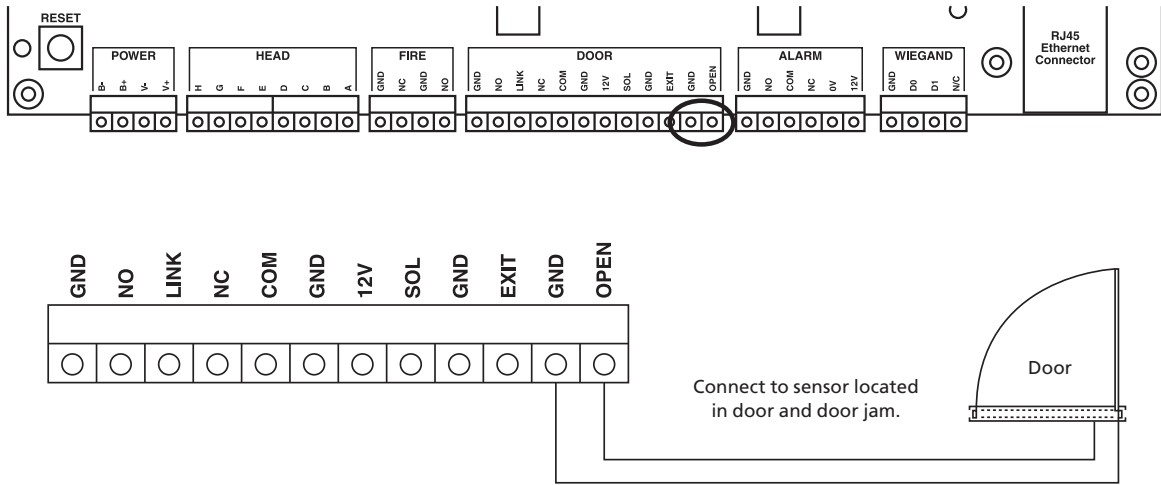 RESET
POWER HEAD FIRE DOOR ALARM WIEGAND
RJ45
Ethernet
Connector
B- B+ V- V+ H G F E D C B A GND NC GND NO GND NO LINK NC COM GND 12V SOL GND EXIT GND OPEN GND NO COM NC 0V 12V GND D0 D1 N/C
GND NO LINK NC COM GND 12V SOL GND EXIT GND OPEN
Door
Connect to sensor located
in door and door jam.